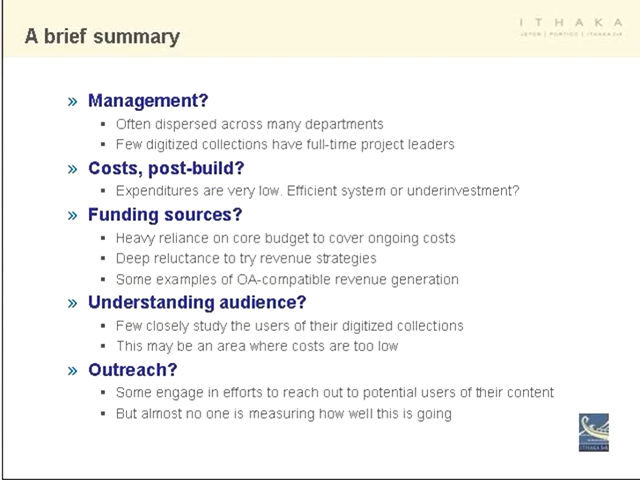 A brief summary
I T H A K A
JSTOR | PORTICO | ITHAKA S+R
» Management?
▪ Often dispersed across many departments
▪ Few digitized collections have full-time project leaders
» Costs, post-build?
▪ Expenditures are very low. Efficient system or underinvestment?
» Funding sources?
▪ Heavy reliance on core budget to cover ongoing costs
▪ Deep reluctance to try revenue strategies
▪ Some examples of OA-compatible revenue generation
» Understanding audience?
▪ Few closely study the users of their digitized collections
▪ This may be an area where costs are too low
» Outreach?
▪ Some engage in efforts to reach out to potential users of their content
▪ But almost no one is measuring how well this is going
ITHAKA S+R